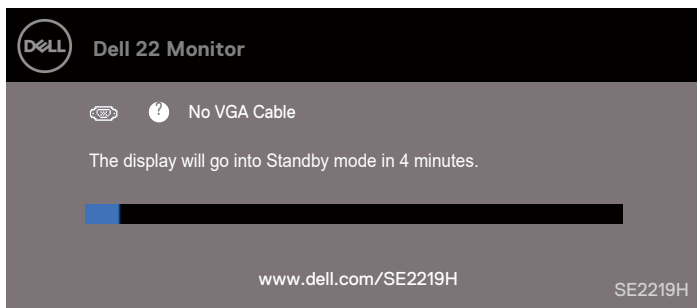 DELL
Dell 22 Monitor
? No VGA Cable
The display will go into Standby mode in 4 minutes.
www.dell.com/SE2219H
SE2219H